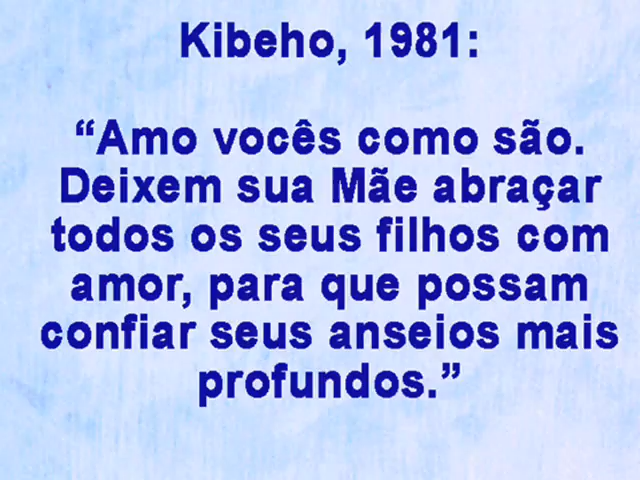 Kibeho, 1981:
“Amo vocês como são.
Deixem sua Mãe abraçar
todos os seus filhos com
amor, para que possam
confiar seus anseios mais
profundos.”